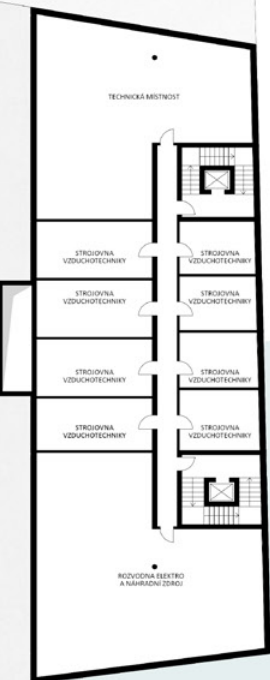 TECHNICKÁ MÍSTNOST
STROJOVNA
VZDUCHOTECHNIKY
STROJOVNA
VZDUCHOTECHNIKY
STROJOVNA
VZDUCHOTECHNIKY
STROJOVNA
VZDUCHOTECHNIKY
STROJOVNA
VZDUCHOTECHNIKY
STROJOVNA
VZDUCHOTECHNIKY
STROJOVNA
VZDUCHOTECHNIKY
STROJOVNA
VZDUCHOTECHNIKY
ROZVODNA ELEKTRO
A NÁHRADNÍ ZDROJ